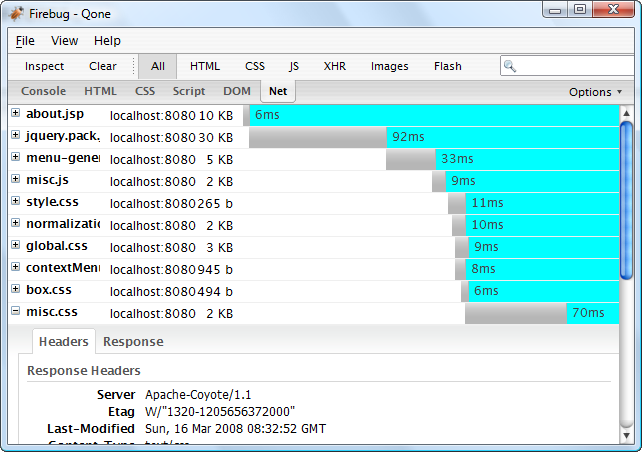 Firebug - Qone
File View Help
Inspect Clear All HTML CSS JS XHR Images Flash
Console HTML CSS Script DOM Net Options
about.jsp localhost:8080 10 KB 6ms
jquery.pack. localhost:8080 30 KB 92ms
menu-gene localhost:8080 5 KB 33ms
misc.js localhost:8080 2 KB 9ms
style.css localhost:8080 265 b 11ms
normalizatio localhost:8080 2 KB 10ms
global.css localhost:8080 3 KB 9ms
contextMen localhost:8080 945 b 8ms
box.css localhost:8080 494 b 6ms
misc.css localhost:8080 2 KB 70ms
Headers Response
Response Headers
Server Apache-Coyote/1.1
Etag W/"1320-1205656372000"
Last-Modified Sun, 16 Mar 2008 08:32:52 GMT
Content-Type text/css